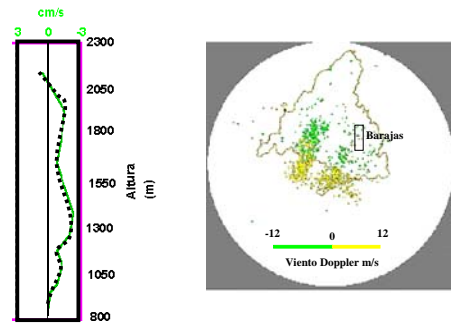 cm/s
3 0 -3
2300
2050
1800
1550
1300
1050
800
Altura
(m)
Barajas
-12 0 12
Viento Doppler m/s